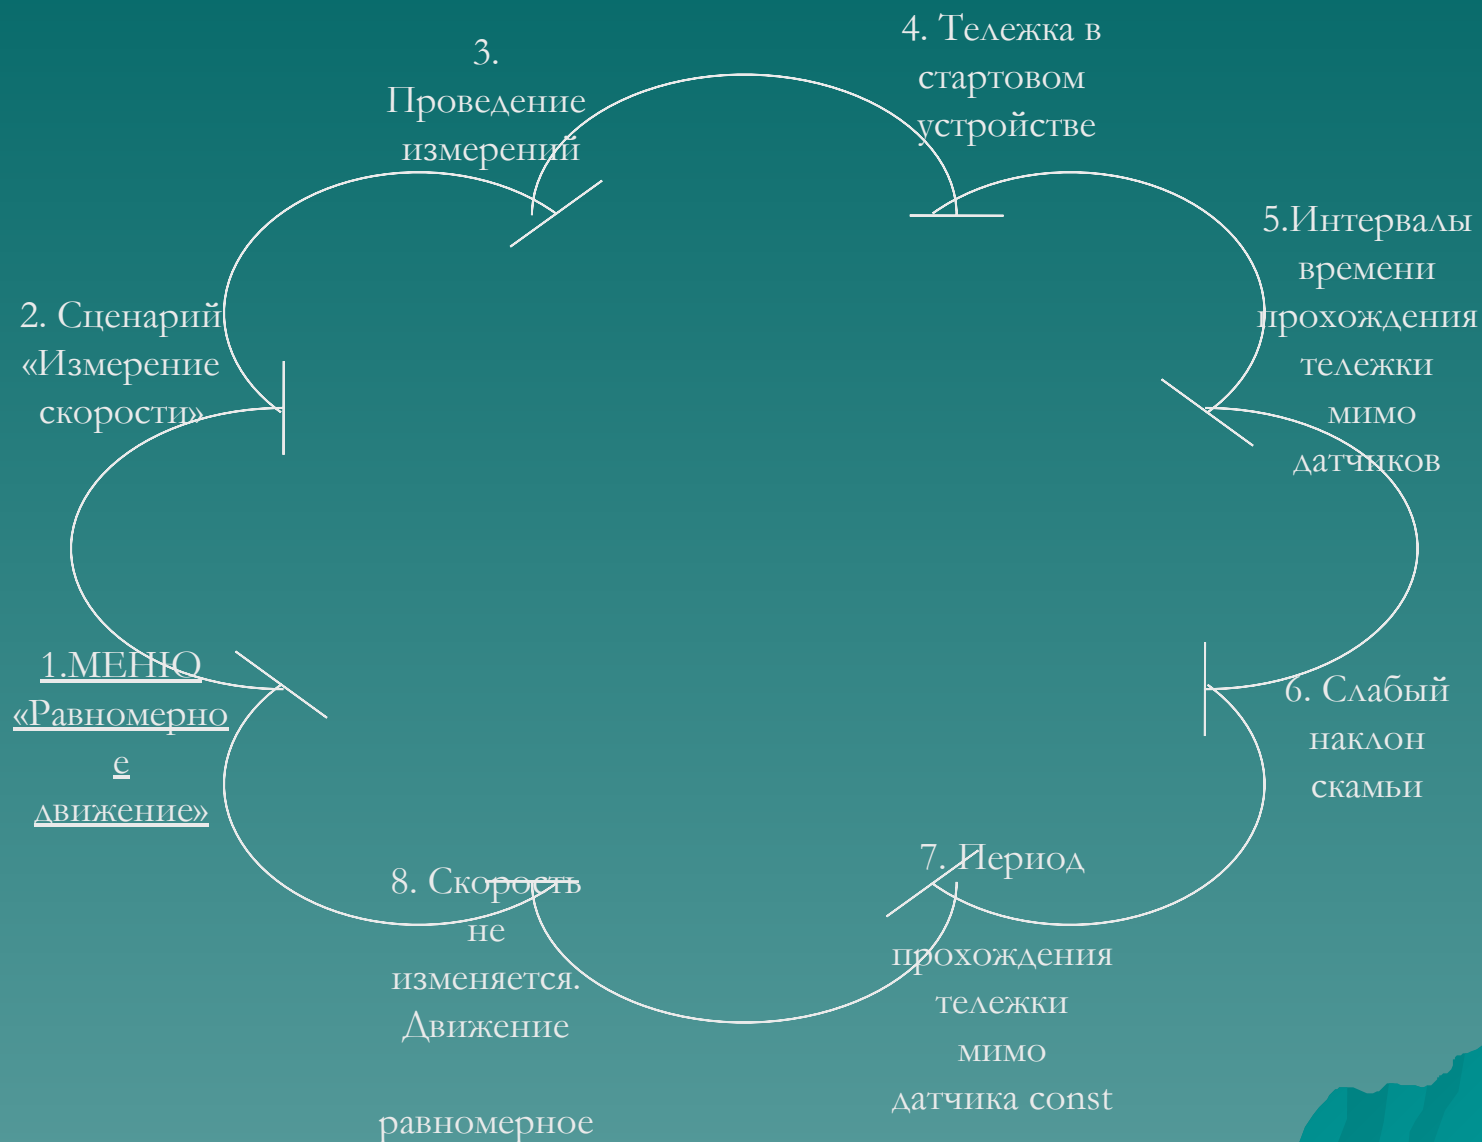 1.МЕНЮ
«Равномерно
е
движение»
2. Сценарий
«Измерение
скорости»
3.
Проведение
измерений
4. Тележка в
стартовом
устройстве
5.Интервалы
времени
прохождения
тележки
мимо
датчиков
6. Слабый
наклон
скамьи
7. Период
прохождения
тележки
мимо
датчика const
8. Скорость
не
изменяется.
Движение
равномерное